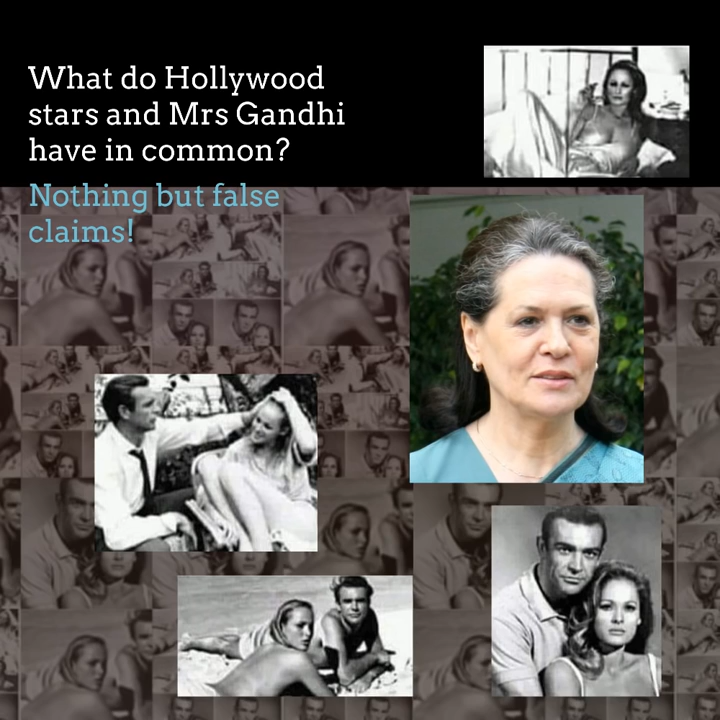 What do Hollywood
stars and Mrs Gandhi
have in common?
Nothing but false
claims!